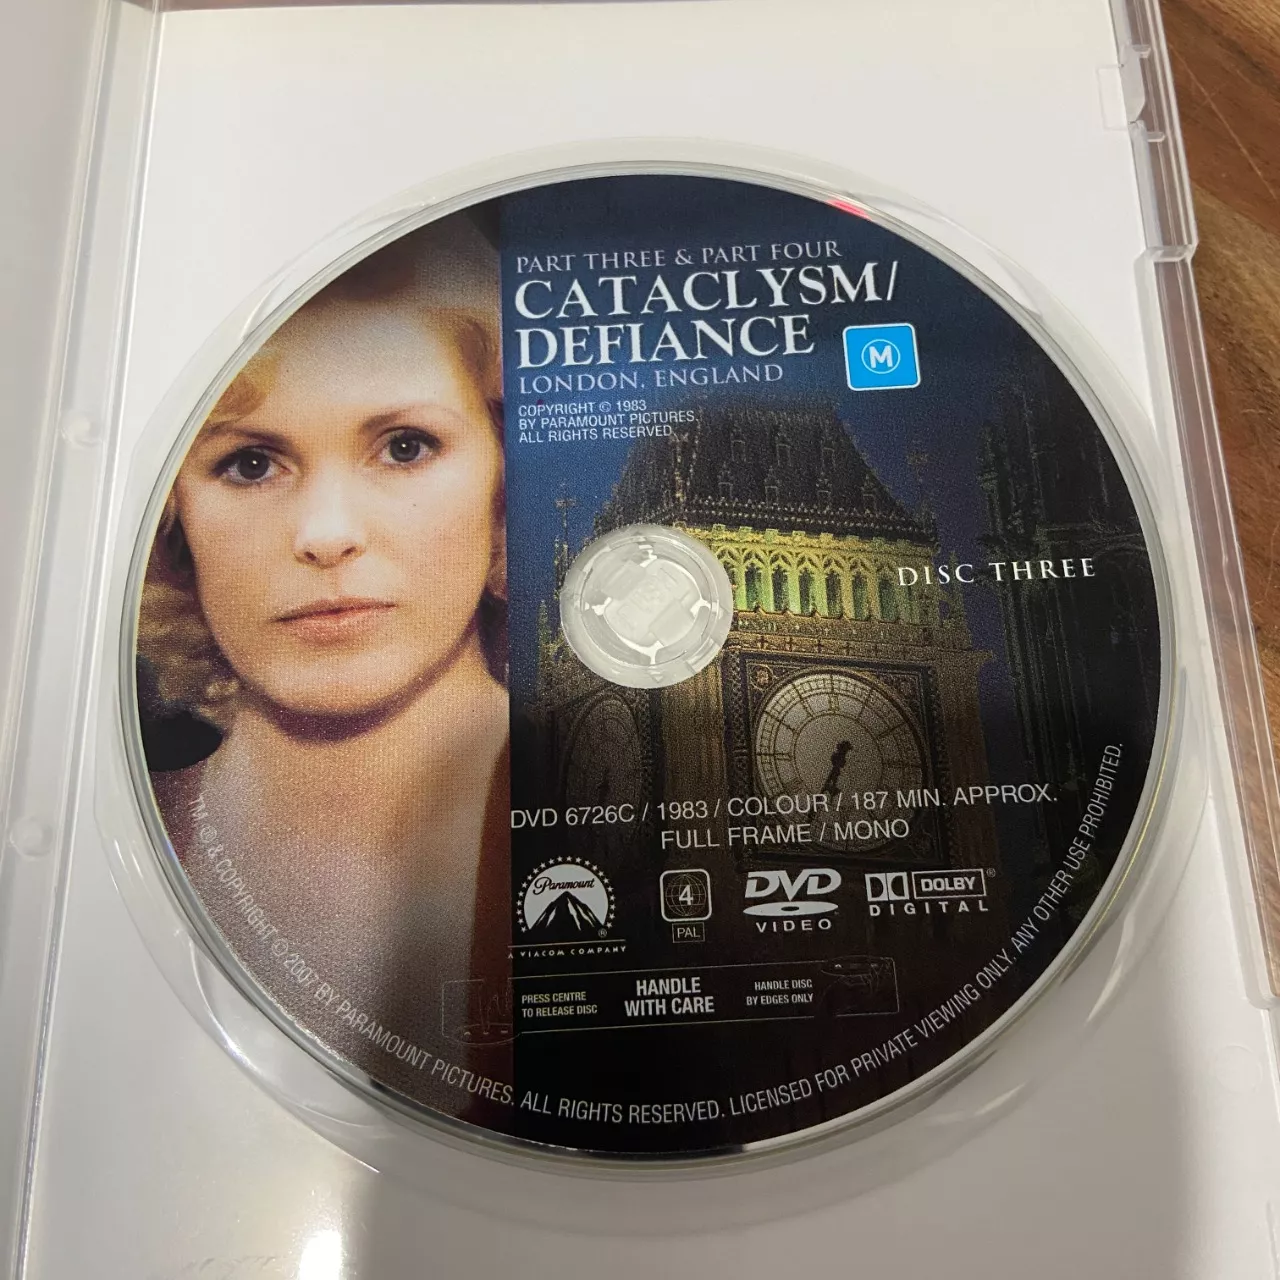 PART THREE & PART FOUR
CATACLYSM/
DEFIANCE
LONDON, ENGLAND
M
COPYRIGHT © 1983
BY PARAMOUNT PICTURES.
ALL RIGHTS RESERVED.
DISC THREE
DVD 6726C / 1983 / COLOUR / 187 MIN. APPROX.
FULL FRAME / MONO
Paramount
®
A VIACOM COMPANY
4
PAL
DVD
VIDEO
DOLBY®
DIGITAL
PRESS CENTRE
TO RELEASE DISC
HANDLE
WITH CARE
HANDLE DISC
BY EDGES ONLY
TM, ® & COPYRIGHT © 2007 BY PARAMOUNT PICTURES. ALL RIGHTS RESERVED. LICENSED FOR PRIVATE VIEWING ONLY. ANY OTHER USE PROHIBITED.